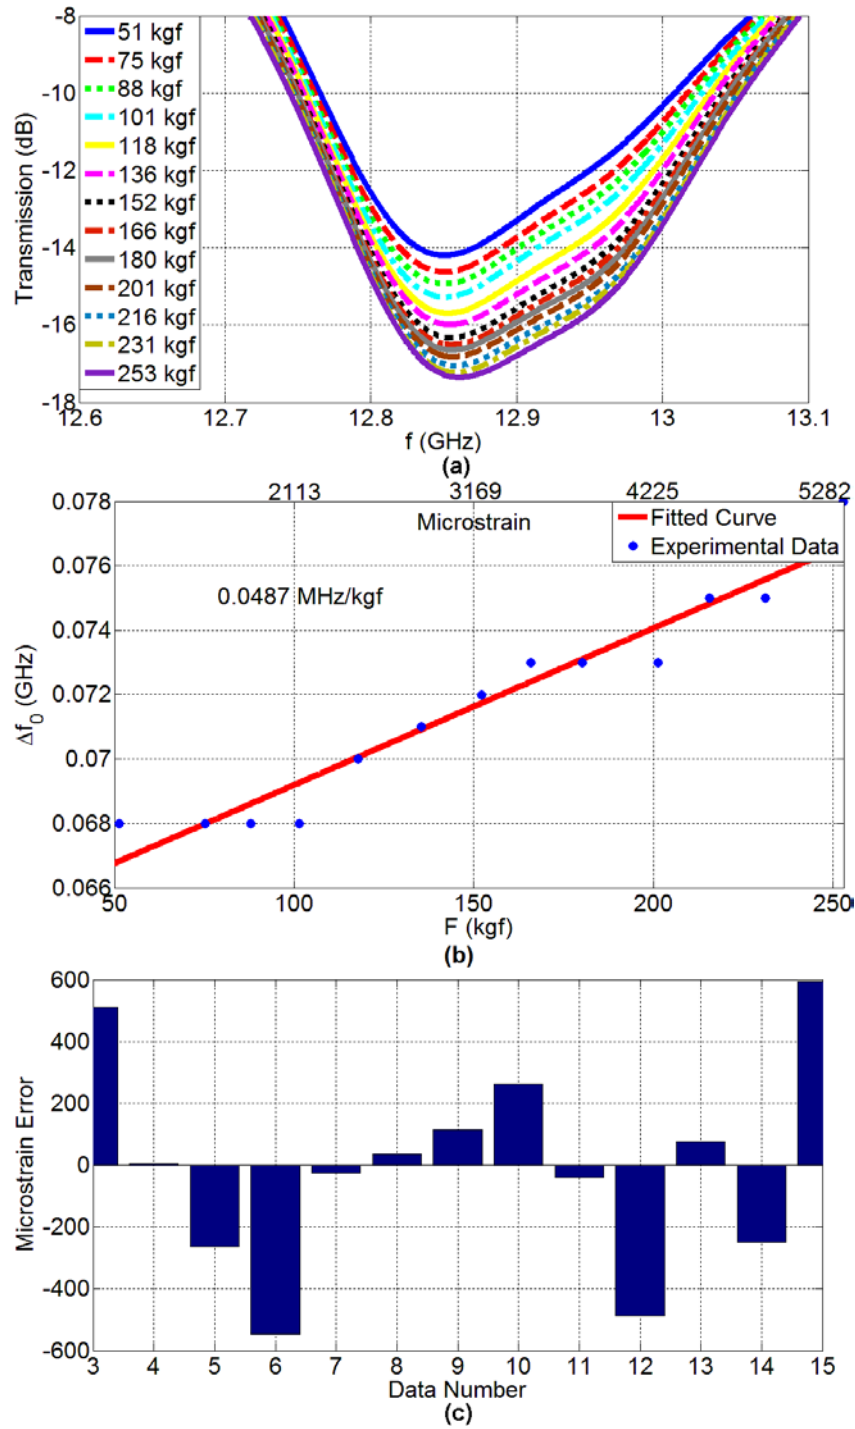 -8
-10
-12
-14
-16
-18
Transmission (dB)
51 kgf
75 kgf
88 kgf
101 kgf
118 kgf
136 kgf
152 kgf
166 kgf
180 kgf
201 kgf
216 kgf
231 kgf
253 kgf
12.6 12.7 12.8 12.9 13 13.1
f (GHz)
(a)
2113 3169 4225 5282
Microstrain
0.078
0.076
0.074
0.072
0.07
0.068
0.066
Δf0 (GHz)
Fitted Curve
Experimental Data
0.0487 MHz/kgf
50 100 150 200 250
F (kgf)
(b)
600
400
200
0
-200
-400
-600
Microstrain Error
3 4 5 6 7 8 9 10 11 12 13 14 15
Data Number
(c)